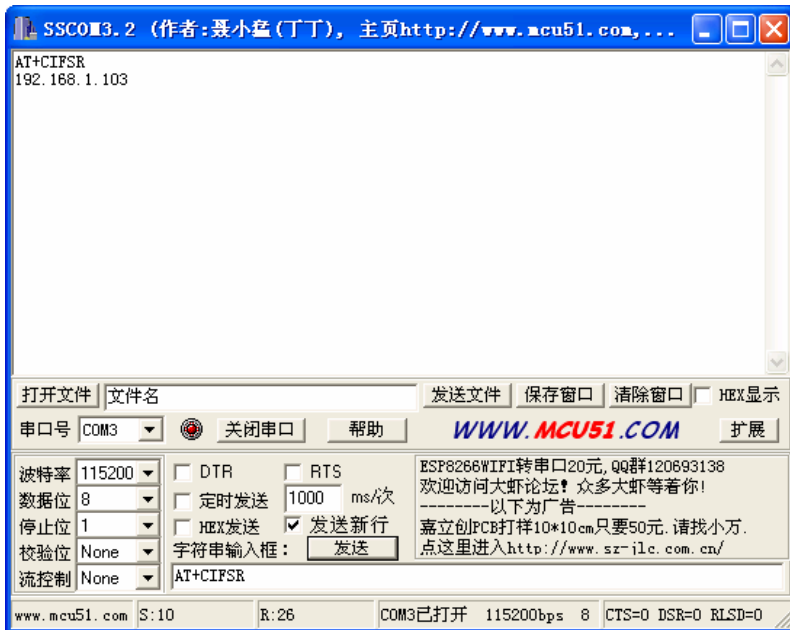 SSCOM3.2 (作者:聂小猛(丁丁), 主页http://www.mcu51.com,...
AT+CIFSR
192.168.1.103
打开文件 文件名 发送文件 保存窗口 清除窗口 HEX显示
串口号 COM3 关闭串口 帮助 WWW.MCU51.COM 扩展
波特率 115200 DTR RTS
数据位 8 定时发送 1000 ms/次
停止位 1 HEX发送 发送新行
校验位 None 字符串输入框: 发送
流控制 None AT+CIFSR
ESP8266WIFI转串口20元,QQ群120693138
欢迎访问大虾论坛! 众多大虾等着你!
--------以下为广告--------
嘉立创PCB打样10*10cm只要50元.请找小万.
点这里进入http://www.sz-jlc.com.cn/
www.mcu51.com S:10 R:26 COM3已打开 115200bps 8 CTS=0 DSR=0 RLSD=0